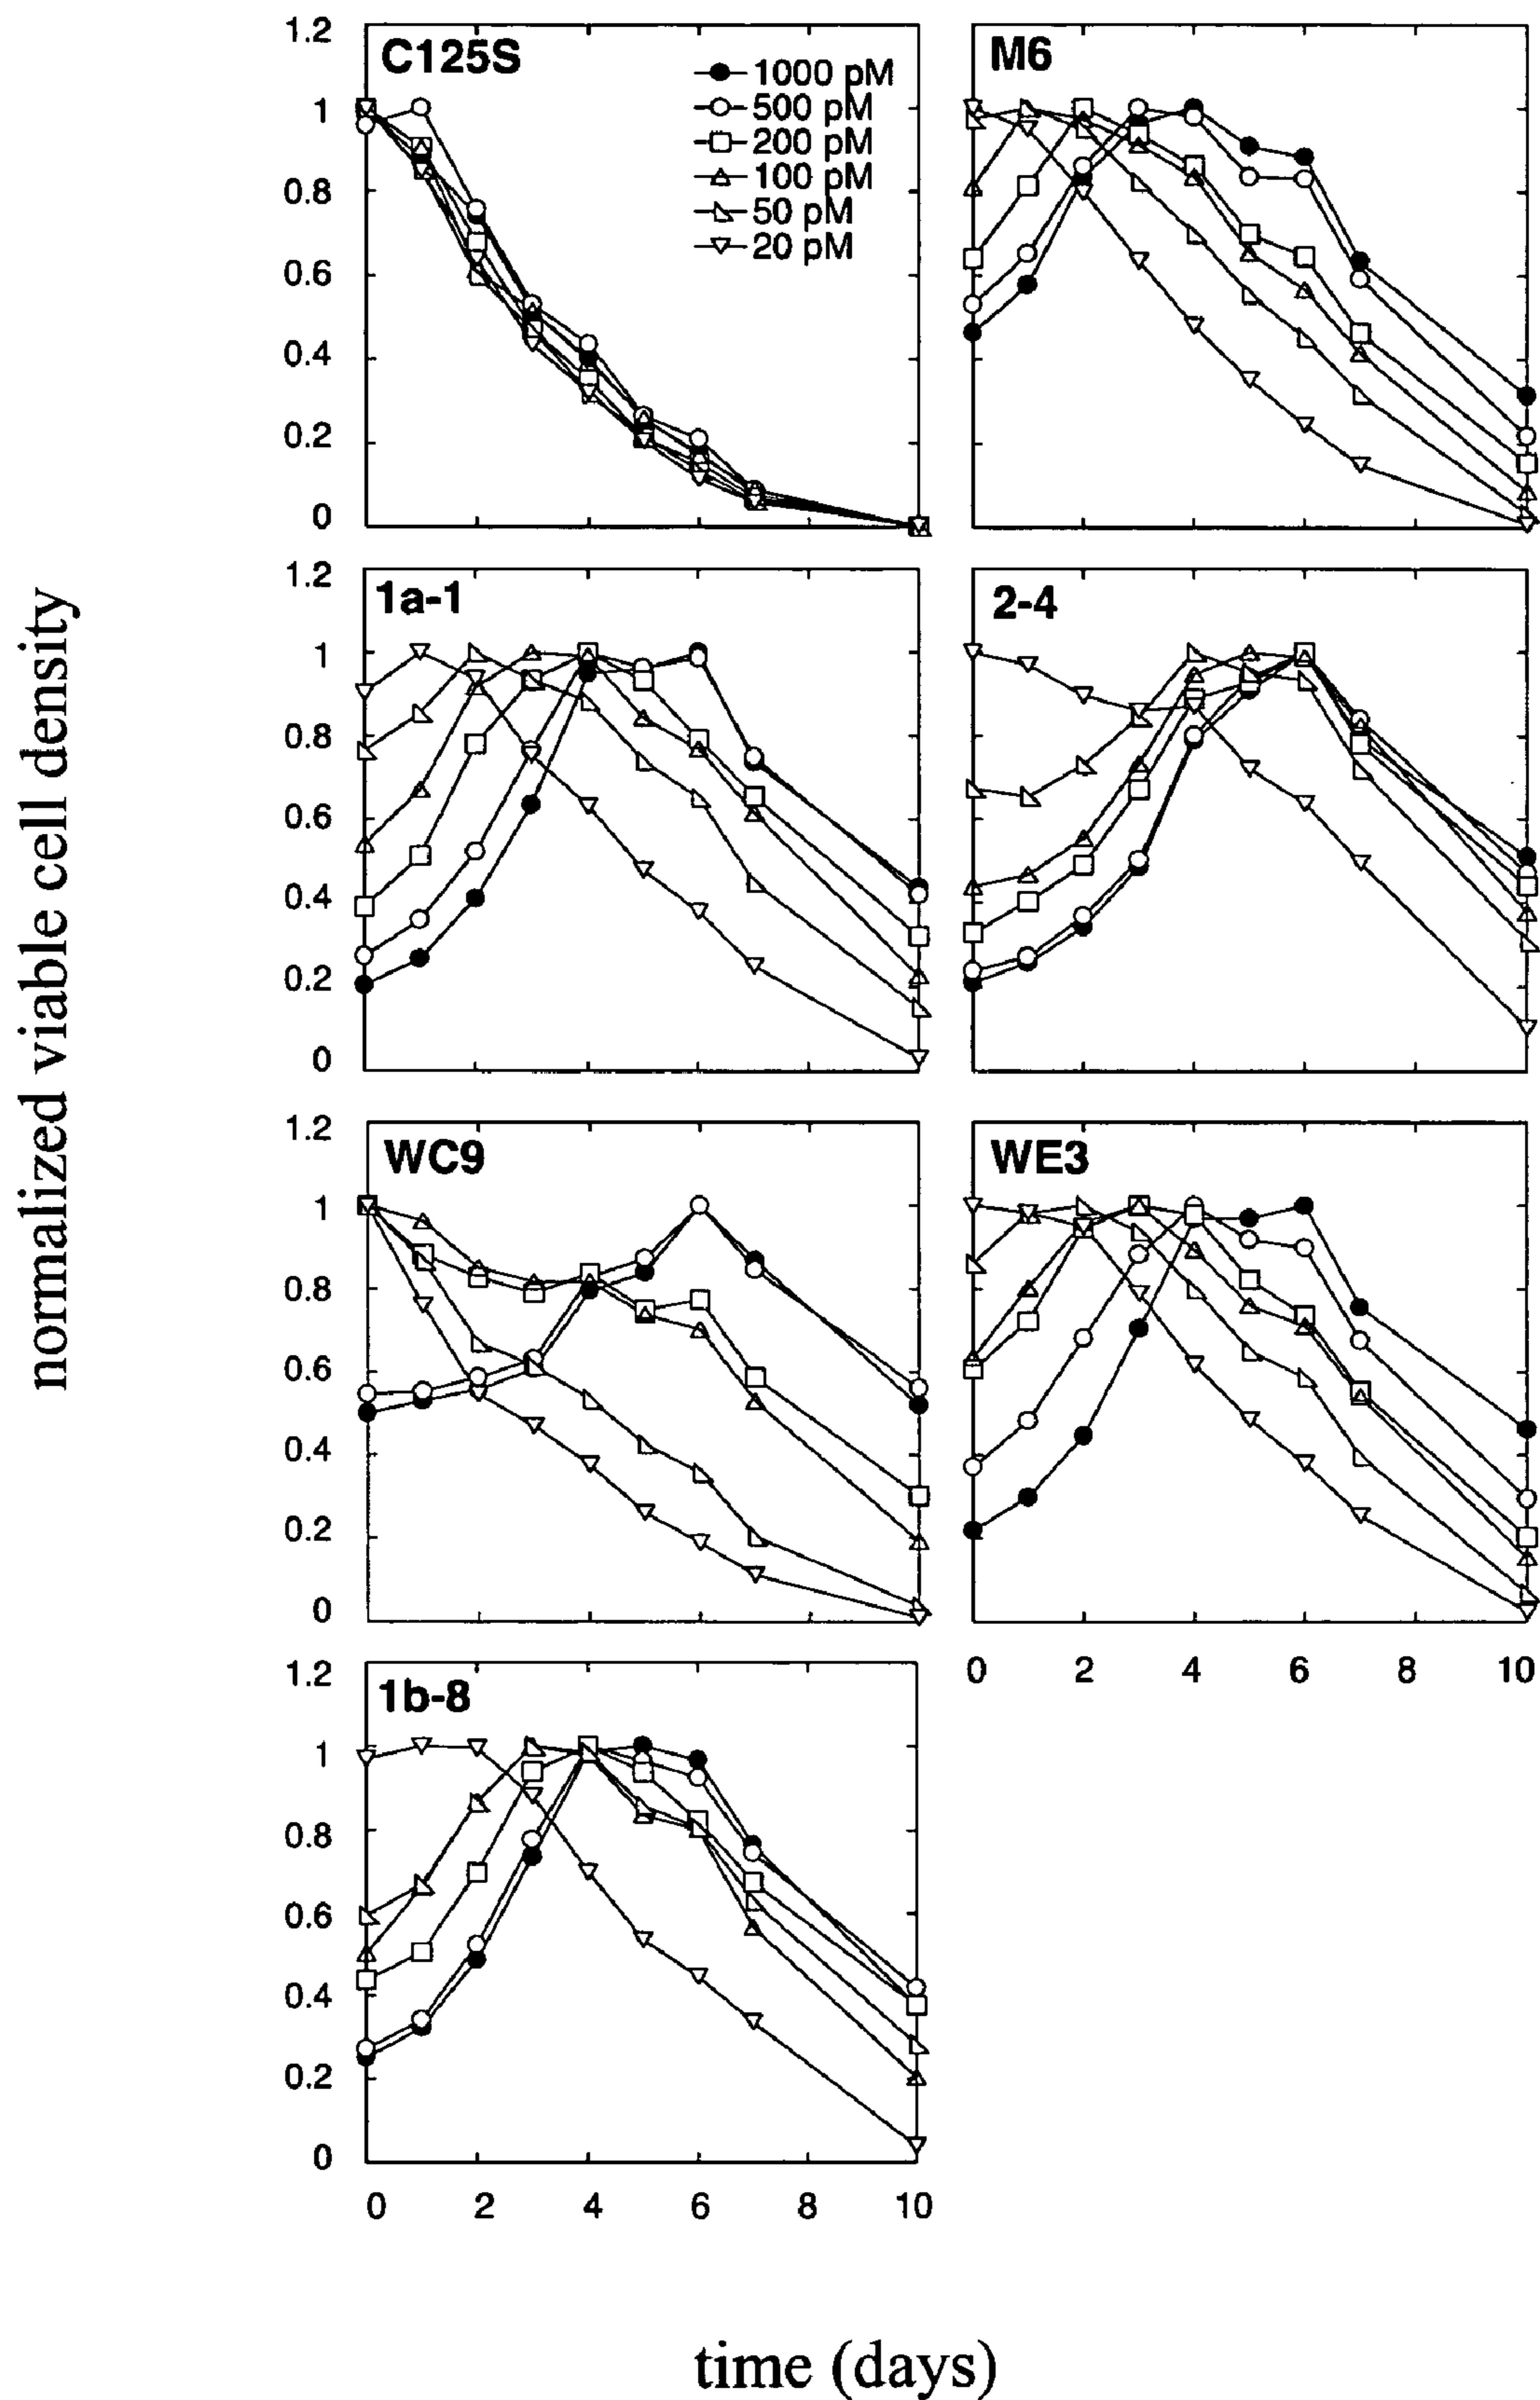 normalized viable cell density
C125S
1000 pM
500 pM
200 pM
100 pM
50 pM
20 pM
1.2
1
0.8
0.6
0.4
0.2
0
M6
1a-1
1.2
1
0.8
0.6
0.4
0.2
0
2-4
WC9
1.2
1
0.8
0.6
0.4
0.2
0
WE3
0 2 4 6 8 10
1b-8
1.2
1
0.8
0.6
0.4
0.2
0
0 2 4 6 8 10
time (days)